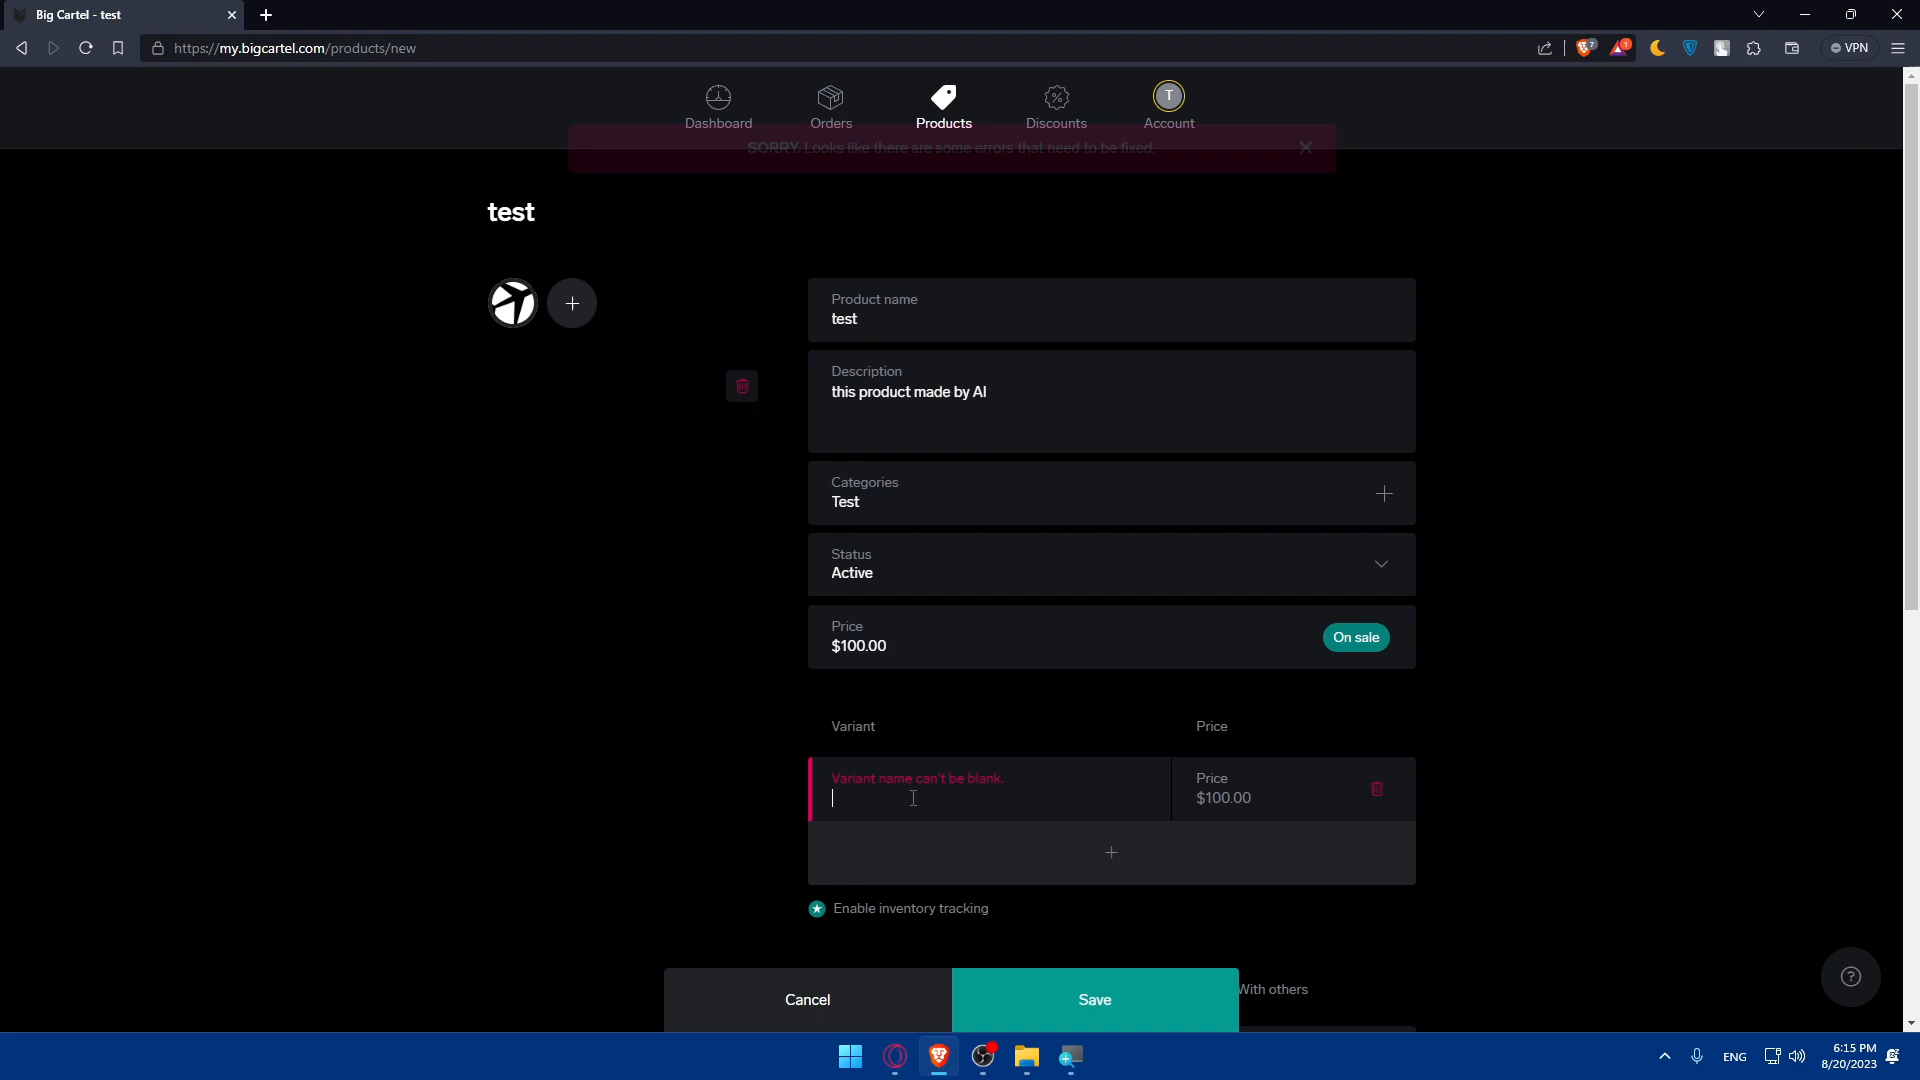 Big Cartel - test
https://my.bigcartel.com/products/new
7
1
VPN
Dashboard
Orders
Products
Discounts
T
Account
SORRY. Looks like there are some errors that need to be fixed.
test
Product name
test
Description
this product made by AI
Categories
Test
Status
Active
Price
$100.00
On sale
Variant
Price
Variant name can't be blank.
Price
$100.00
Enable inventory tracking
With others
Cancel
Save
ENG
6:15 PM
8/20/2023